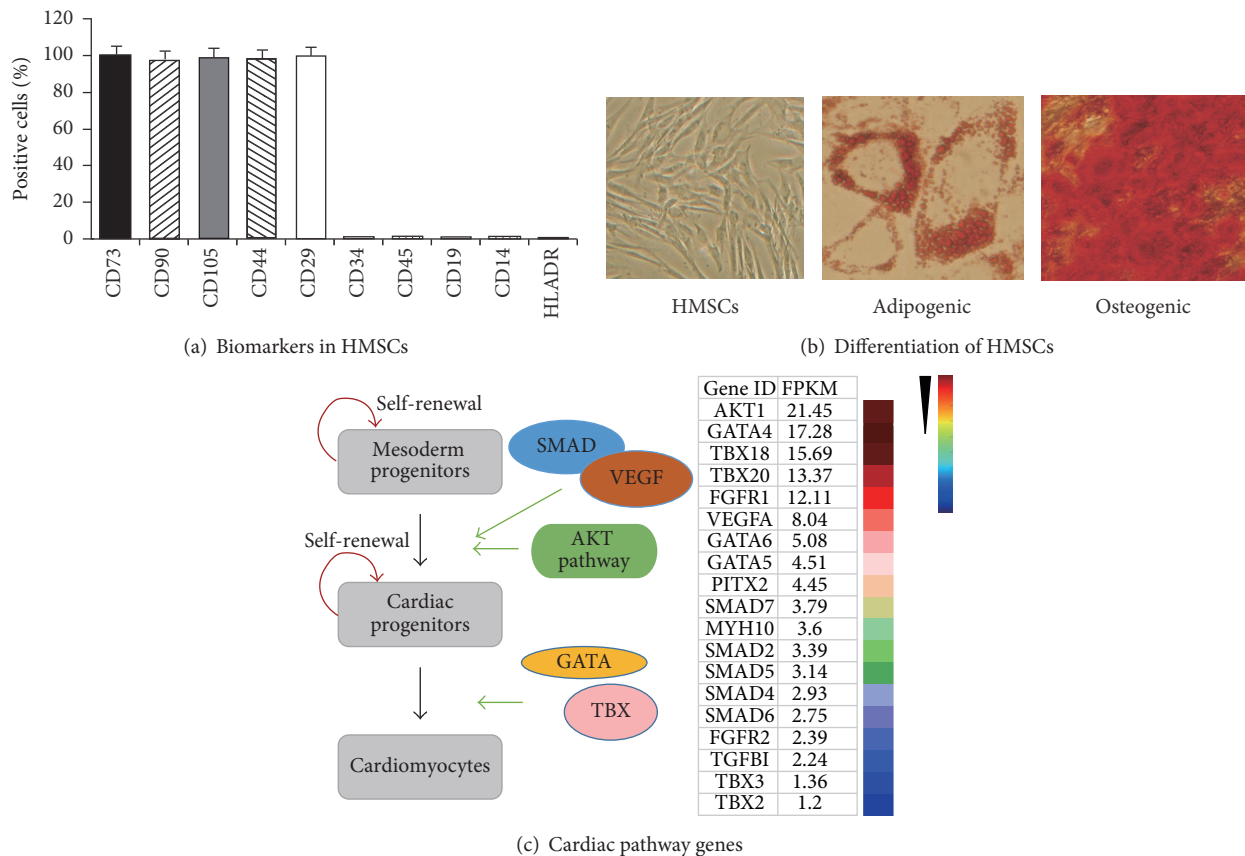 120
100
80
60
40
20
0
Positive cells (%)
CD73
CD90
CD105
CD44
CD29
CD34
CD45
CD19
CD14
HLADR
(a) Biomarkers in HMSCs
HMSCs
Adipogenic
Osteogenic
(b) Differentiation of HMSCs
Self-renewal
Mesoderm
progenitors
SMAD
VEGF
AKT
pathway
Self-renewal
Cardiac
progenitors
GATA
TBX
Cardiomyocytes
Gene ID FPKM
AKT1 21.45
GATA4 17.28
TBX18 15.69
TBX20 13.37
FGFR1 12.11
VEGFA 8.04
GATA6 5.08
GATA5 4.51
PITX2 4.45
SMAD7 3.79
MYH10 3.6
SMAD2 3.39
SMAD5 3.14
SMAD4 2.93
SMAD6 2.75
FGFR2 2.39
TGFBI 2.24
TBX3 1.36
TBX2 1.2
(c) Cardiac pathway genes